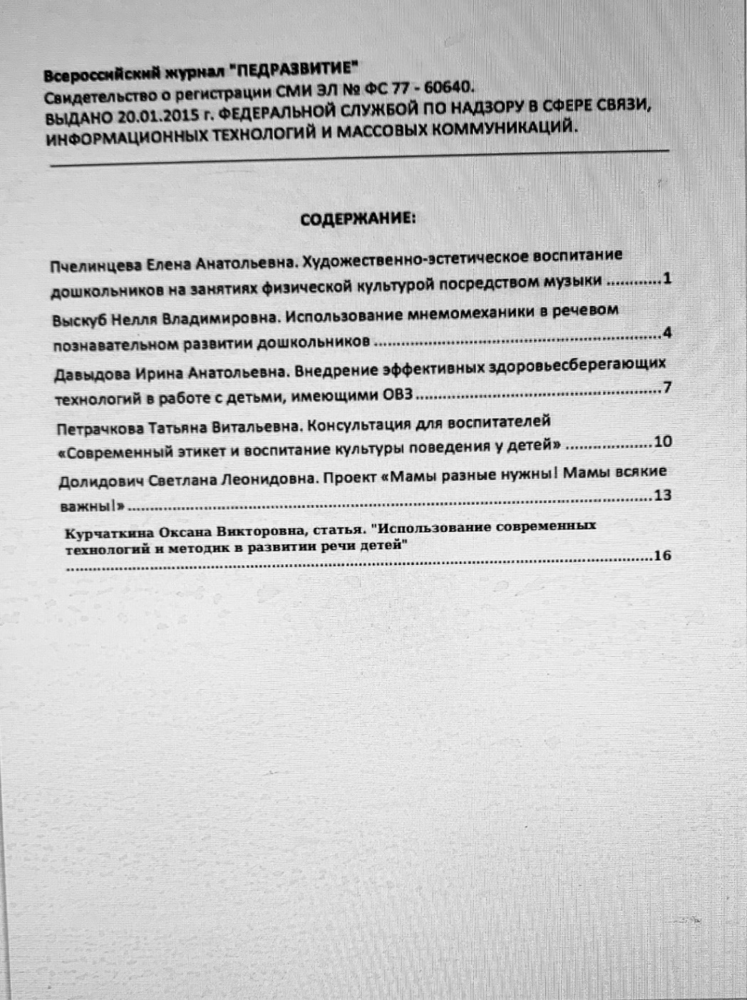 Всероссийский журнал "ПЕДРАЗВИТИЕ"
Свидетельство о регистрации СМИ ЭЛ № ФС 77 - 60640.
ВЫДАНО 20.01.2015 г. ФЕДЕРАЛЬНОЙ СЛУЖБОЙ ПО НАДЗОРУ В СФЕРЕ СВЯЗИ,
ИНФОРМАЦИОННЫХ ТЕХНОЛОГИЙ И МАССОВЫХ КОММУНИКАЦИЙ.
СОДЕРЖАНИЕ:
Пчелинцева Елена Анатольевна. Художественно-эстетическое воспитание
дошкольников на занятиях физической культурой посредством музыки ............1
Выскуб Нелля Владимировна. Использование мнемомеханики в речевом
познавательном развитии дошкольников ................................................................4
Давыдова Ирина Анатольевна. Внедрение эффективных здоровьесберегающих
технологий в работе с детьми, имеющими ОВЗ.......................................................7
Петрачкова Татьяна Витальевна. Консультация для воспитателей
«Современный этикет и воспитание культуры поведения у детей» ...................10
Долидович Светлана Леонидовна. Проект «Мамы разные нужны! Мамы всякие
важны!».....................................................................................................................13
Курчаткина Оксана Викторовна, статья. "Использование современных
технологий и методик в развитии речи детей"
...................................................................................................................................16